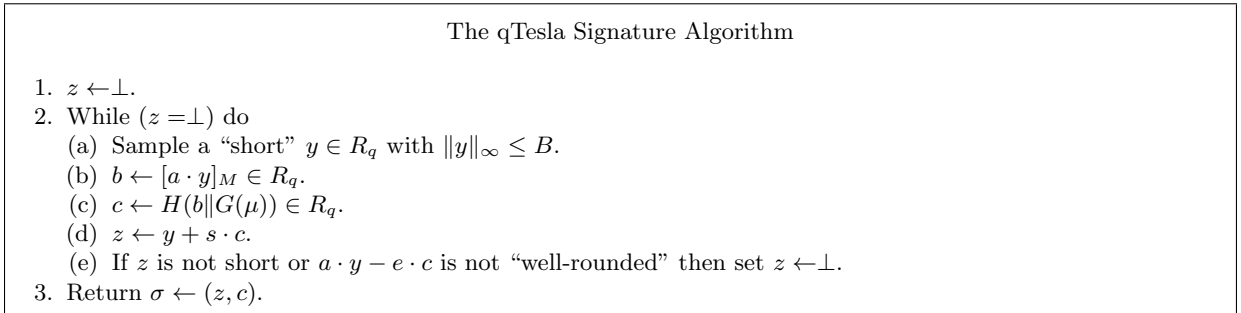 The qTesla Signature Algorithm
1. z ←⊥.
2. While (z =⊥) do
(a) Sample a “short” y ∈ R_q with ‖y‖_∞ ≤ B.
(b) b ← [a · y]_M ∈ R_q.
(c) c ← H(b‖G(μ)) ∈ R_q.
(d) z ← y + s · c.
(e) If z is not short or a · y − e · c is not “well-rounded” then set z ←⊥.
3. Return σ ← (z, c).